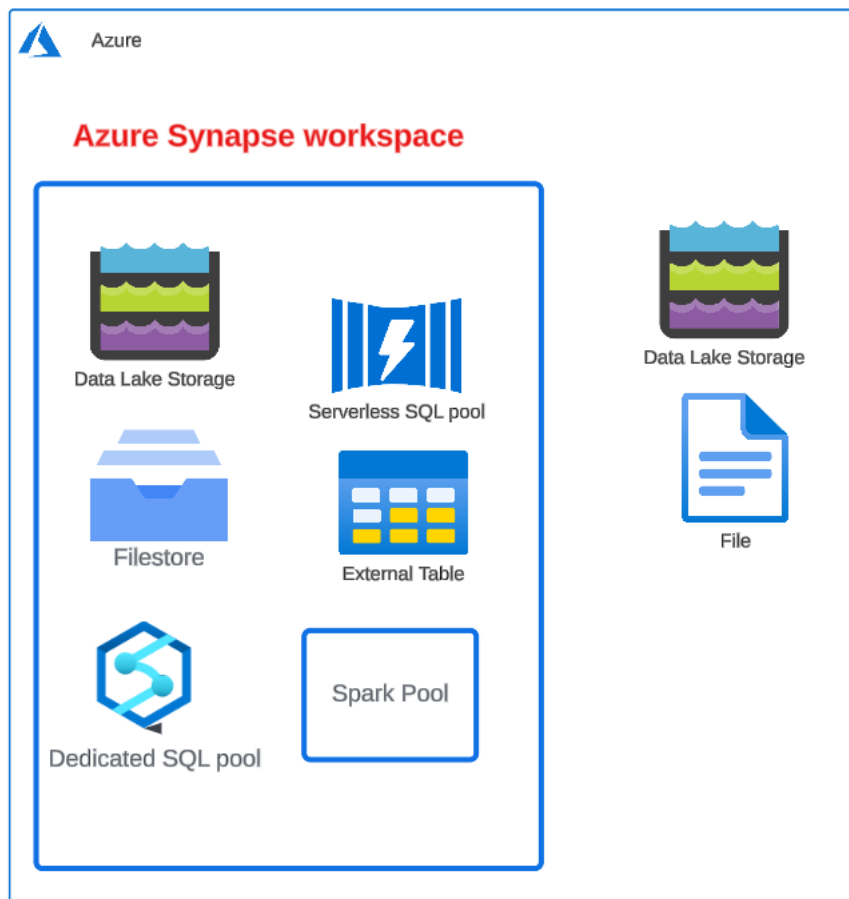 Azure
Azure Synapse workspace
Data Lake Storage
Serverless SQL pool
Filestore
External Table
Dedicated SQL pool
Spark Pool
Data Lake Storage
File